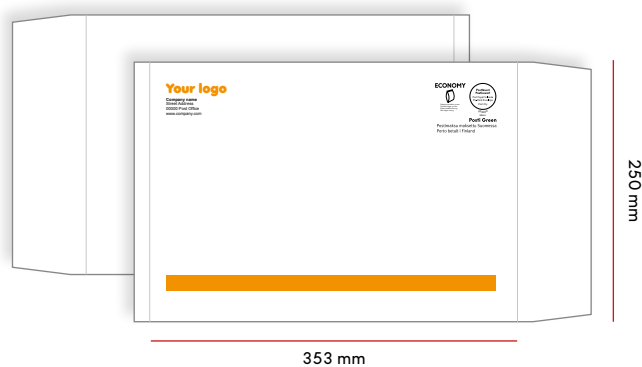 Your logo
Company name
Street Address
00000 Post Office
www.company.com
ECONOMY
Posti Green
Postimaksu maksettu Suomessa
Porto betalt i Finland
250 mm
353 mm